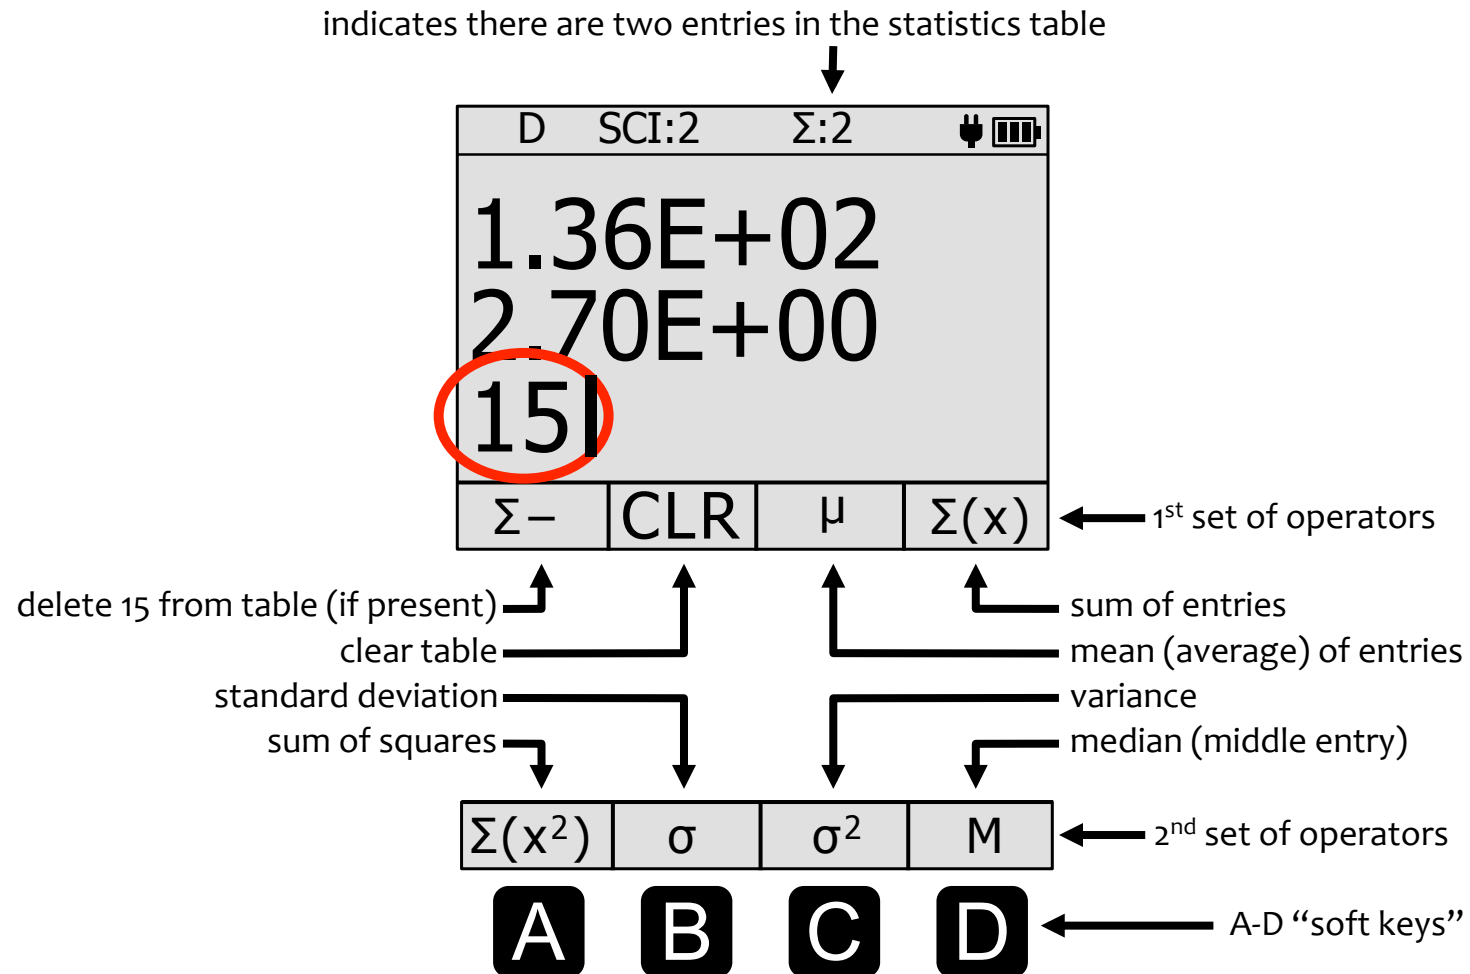 indicates there are two entries in the statistics table
D SCI:2 Σ:2
1.36E+02
2.70E+00
15
Σ− CLR μ Σ(x)
1st set of operators
delete 15 from table (if present)
sum of entries
clear table
mean (average) of entries
standard deviation
variance
sum of squares
median (middle entry)
Σ(x²) σ σ² M
2nd set of operators
A B C D
A-D “soft keys”